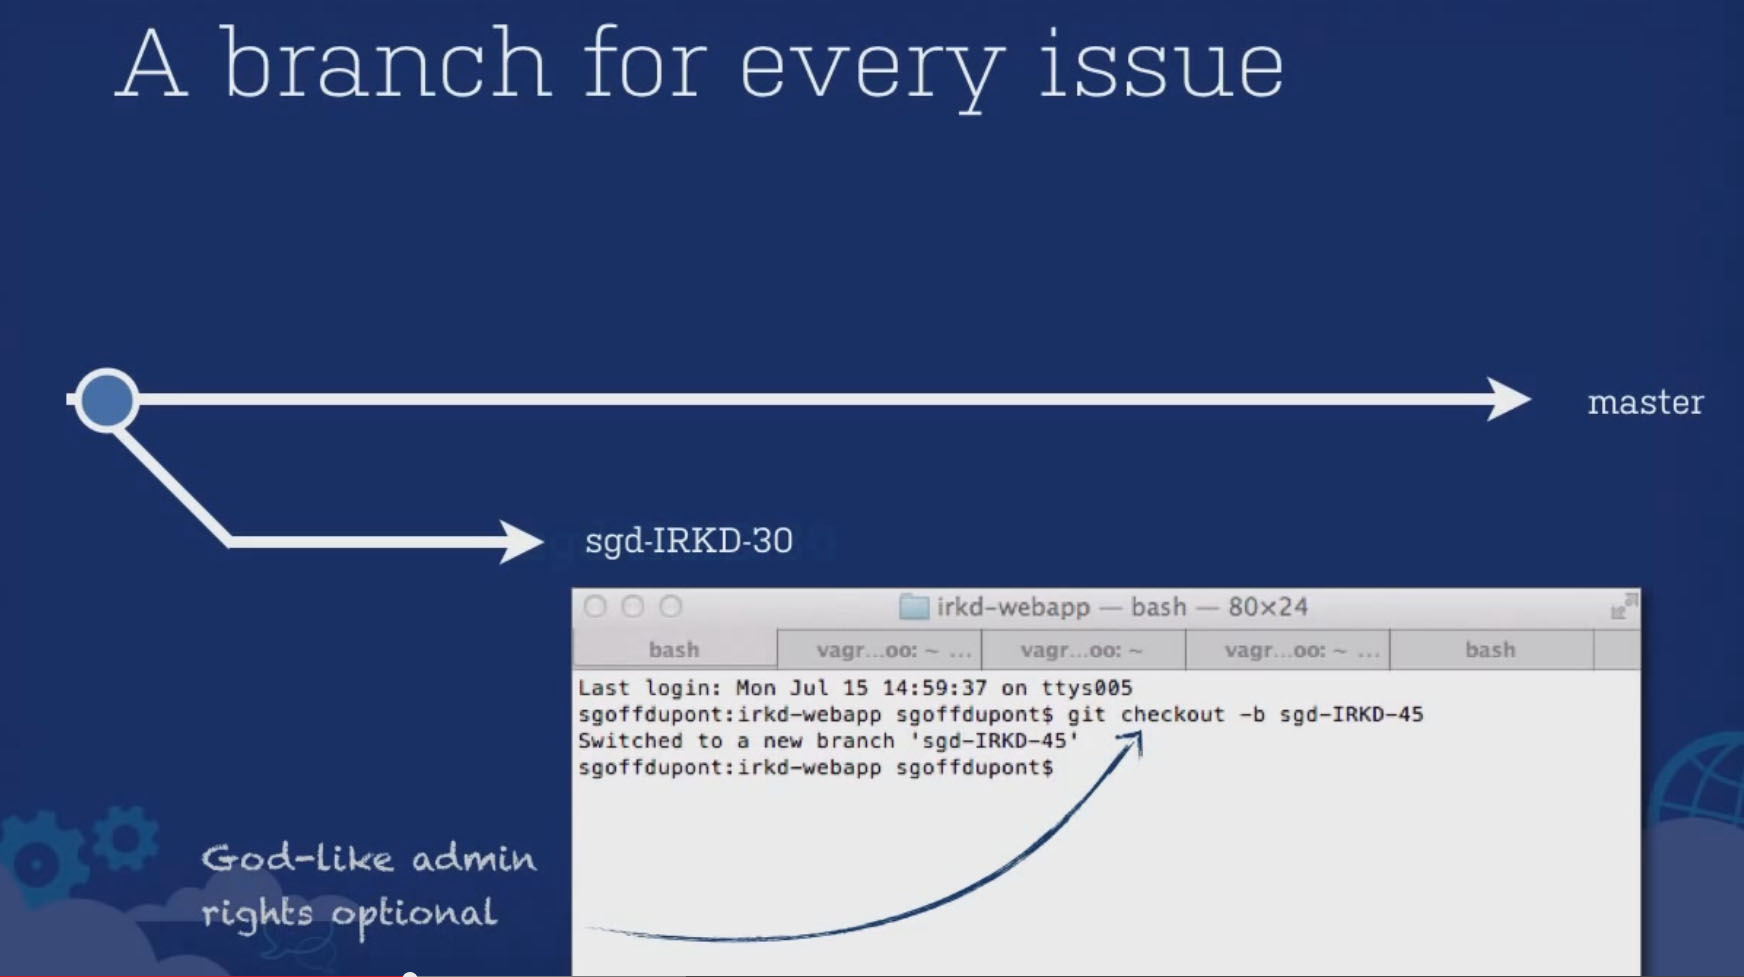 A branch for every issue
master
sgd-IRKD-30
irkd-webapp — bash — 80×24
bash vagr...oo: ~ ... vagr...oo: ~ vagr...oo: ~ ... bash
Last login: Mon Jul 15 14:59:37 on ttys005
sgoffdupont:irkd-webapp sgoffdupont$ git checkout -b sgd-IRKD-45
Switched to a new branch 'sgd-IRKD-45'
sgoffdupont:irkd-webapp sgoffdupont$
God-like admin
rights optional